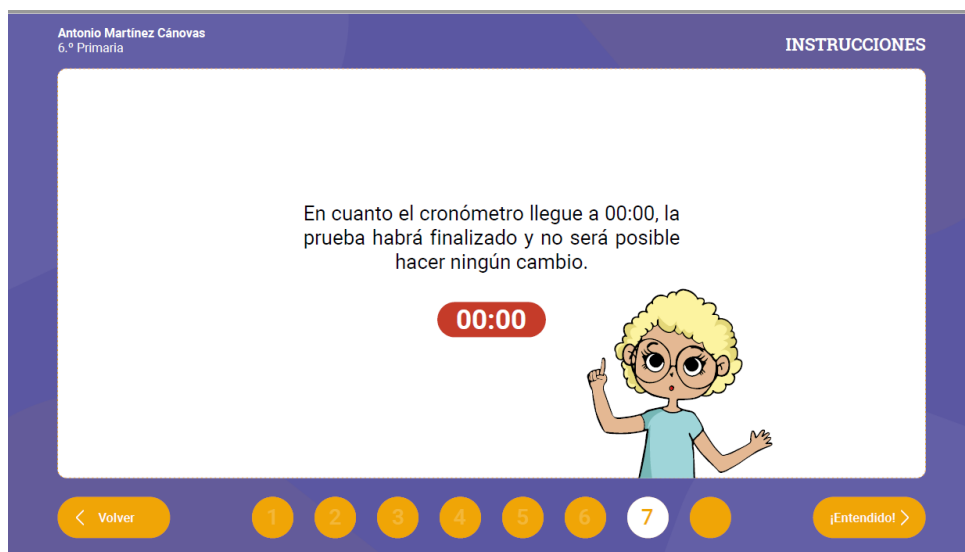 Antonio Martínez Cánovas
6.º Primaria
INSTRUCCIONES
En cuanto el cronómetro llegue a 00:00, la
prueba habrá finalizado y no será posible
hacer ningún cambio.
00:00
Volver
1
2
3
4
5
6
7
¡Entendido!